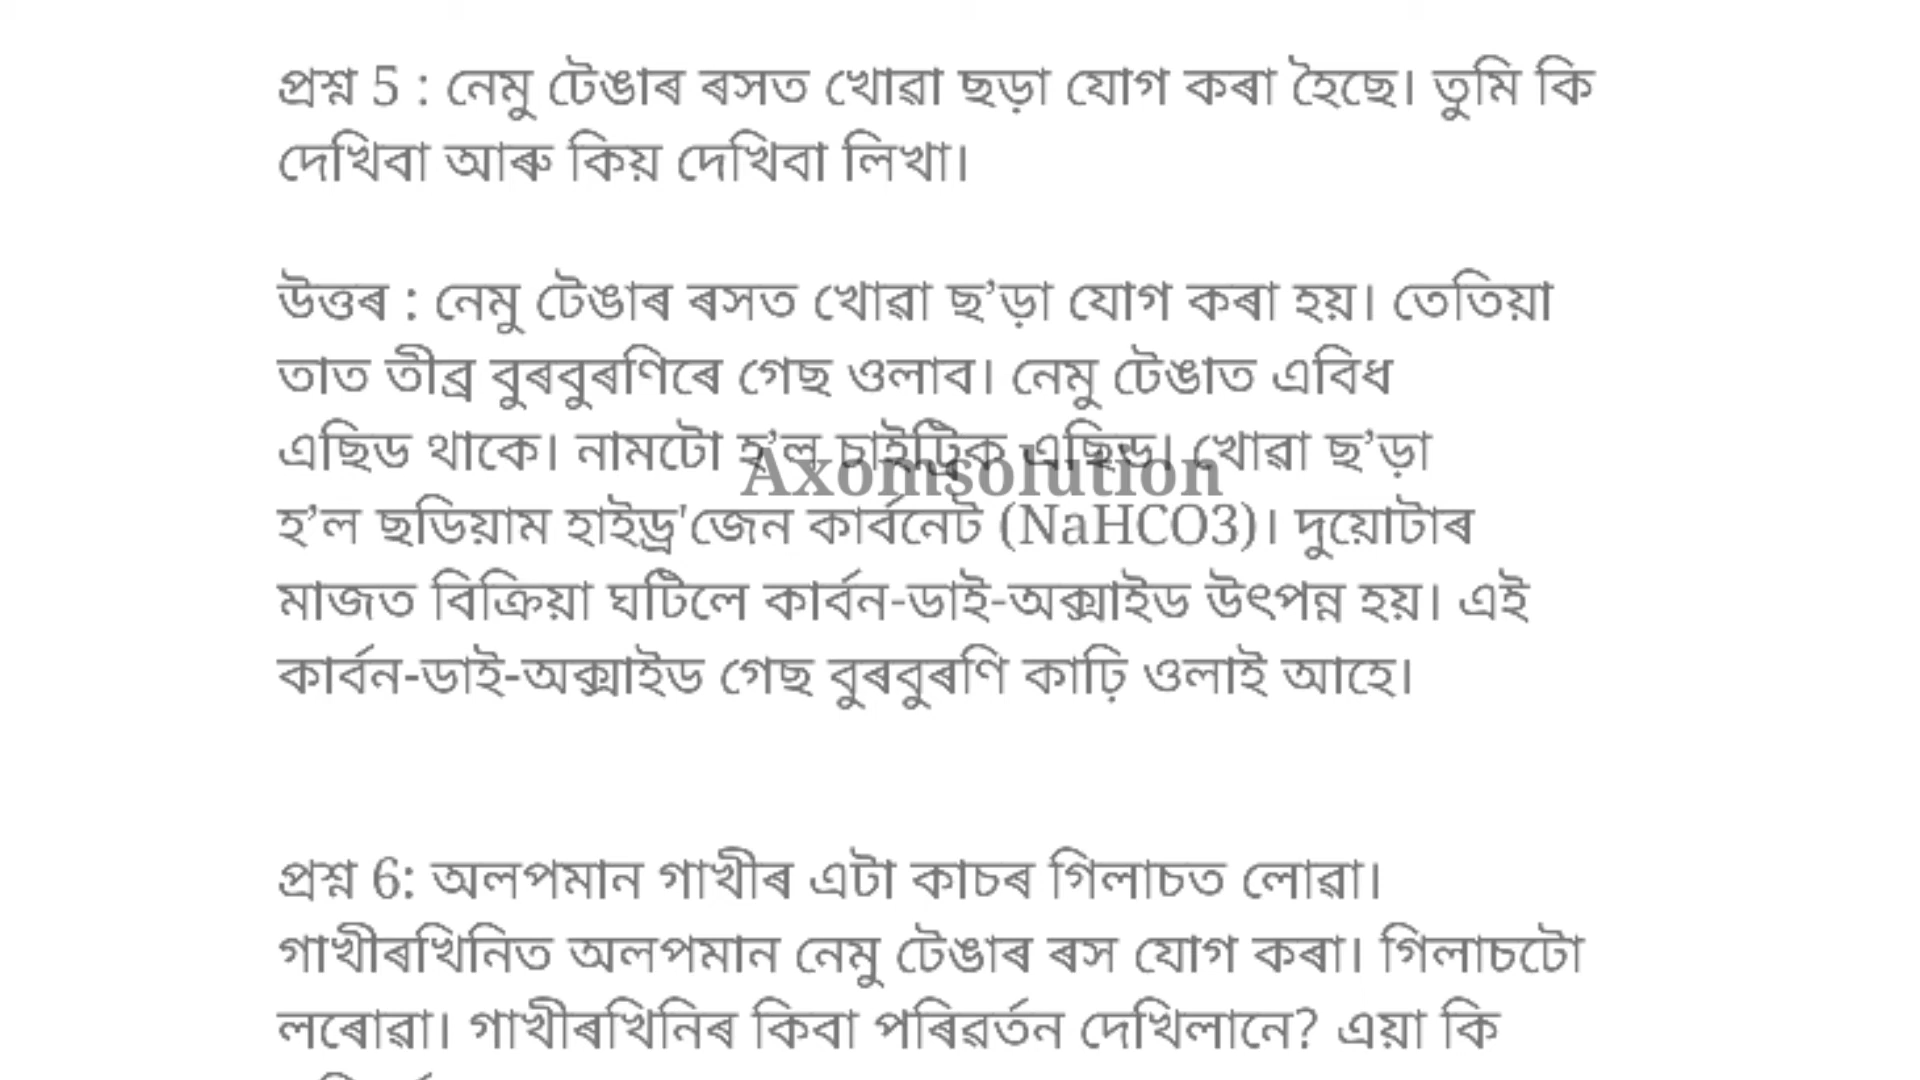 প্ৰশ্ন 5 : নেমু টেঙাৰ ৰসত খোৱা ছড়া যোগ কৰা হৈছে। তুমি কি
দেখিবা আৰু কিয় দেখিবা লিখা।
উত্তৰ : নেমু টেঙাৰ ৰসত খোৱা ছ’ড়া যোগ কৰা হয়। তেতিয়া
তাত তীব্ৰ বুৰবুৰণিৰে গেছ ওলাব। নেমু টেঙাত এবিধ
এছিড থাকে। নামটো হ’ল চাইট্ৰিক এছিড। খোৱা ছ’ড়া
Axomsolution
হ’ল ছডিয়াম হাইড্ৰ'জেন কাৰ্বনেট (NaHCO3)। দুয়োটাৰ
মাজত বিক্ৰিয়া ঘটিলে কাৰ্বন-ডাই-অক্সাইড উৎপন্ন হয়। এই
কাৰ্বন-ডাই-অক্সাইড গেছ বুৰবুৰণি কাঢ়ি ওলাই আহে।
প্ৰশ্ন 6: অলপমান গাখীৰ এটা কাচৰ গিলাচত লোৱা।
গাখীৰখিনিত অলপমান নেমু টেঙাৰ ৰস যোগ কৰা। গিলাচটো
লৰোৱা। গাখীৰখিনিৰ কিবা পৰিৱৰ্তন দেখিলানে? এয়া কি